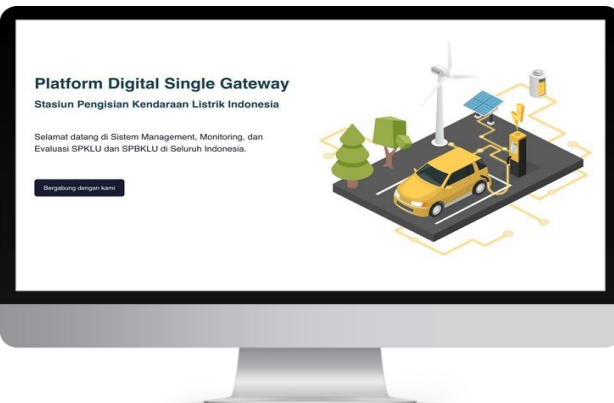 Platform Digital Single Gateway
Stasiun Pengisian Kendaraan Listrik Indonesia
Selamat datang di Sistem Management, Monitoring, dan
Evaluasi SPKLU dan SPBKLU di Seluruh Indonesia.
Bergabung dengan kami